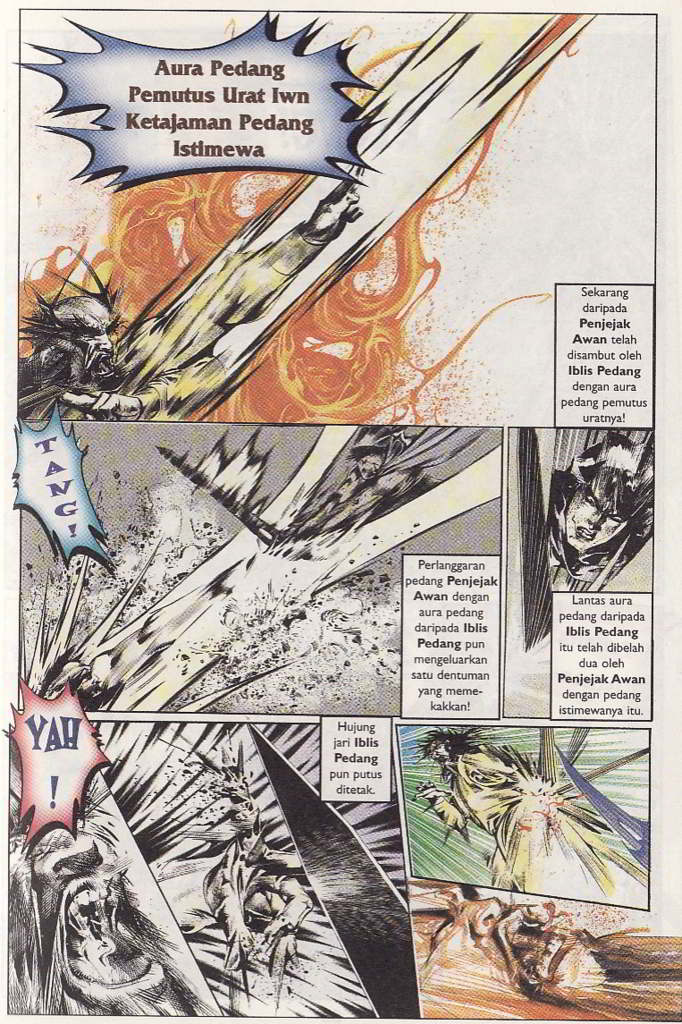 Aura Pedang
Pemutus Urat lwn
Ketajaman Pedang
Istimewa
Sekarang
daripada
Penjejak
Awan telah
disambut oleh
Iblis Pedang
dengan aura
pedang pemutus
uratnya!
TANG!
Perlanggaran
pedang Penjejak
Awan dengan
aura pedang
daripada Iblis
Pedang pun
mengeluarkan
satu dentuman
yang meme-
kakkan!
Lantas aura
pedang daripada
Iblis Pedang
itu telah dibelah
dua oleh
Penjejak Awan
dengan pedang
istimewanya itu.
YAH
!
Hujung
jari Iblis
Pedang
pun putus
ditetak.